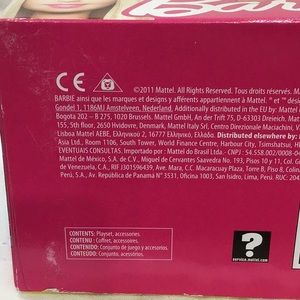 Barb
CE
©2011 Mattel. All Rights Reserved. Tous droits
BARBIE ainsi que les marques et designs y afférents appartiennent à Mattel. ® et ™ dési
Gondel 1, 1186MJ Amstelveen, Nederland. Additionally distributed in the EU by: Mattel
Bogota 202 – B 275, 1020 Brussels. Mattel GmbH, An der Trift 75, D-63303 Dreieich. Matt
155, 5th, 2650 Hvidovre, Denmark. Mattel Italy Srl, Centro Direzionale Maciachini, V
Lisboa Mattel AEBE, Ελληνικού 2, 16777 Ελληνικό, Ελλάδα. Distributed elsewhere by:
Asia Ltd., Room 1106, South Tower, World Finance Centre, Harbour City, Tsimshatsui, H
EVENTUAIS CONSULTAS. Importado por: Mattel do Brasil Ltda. - CNPJ : 54.558.002/0008-
Mattel de México, S.A. de C.V., Miguel de Cervantes Saavedra No. 193, Pisos 10 y 11, Col. G
de Venezuela, C.A., RIF J301596439, Av. Mara, C.C. Macaracuay Plaza, Torre B, Piso 8, Colin
Perú, S.A., Av. República de Panamá N° 3531, Oficina 1003, San Isidro, Lima, Perú, RUC: 204
CONTENTS: Playset, accessories.
CONTENU: Coffret, accessoires.
CONTENIDO: Conjunto de juego y accesorios.
CONTEÚDO: Conjunto, acessórios.
?
service.mattel.com